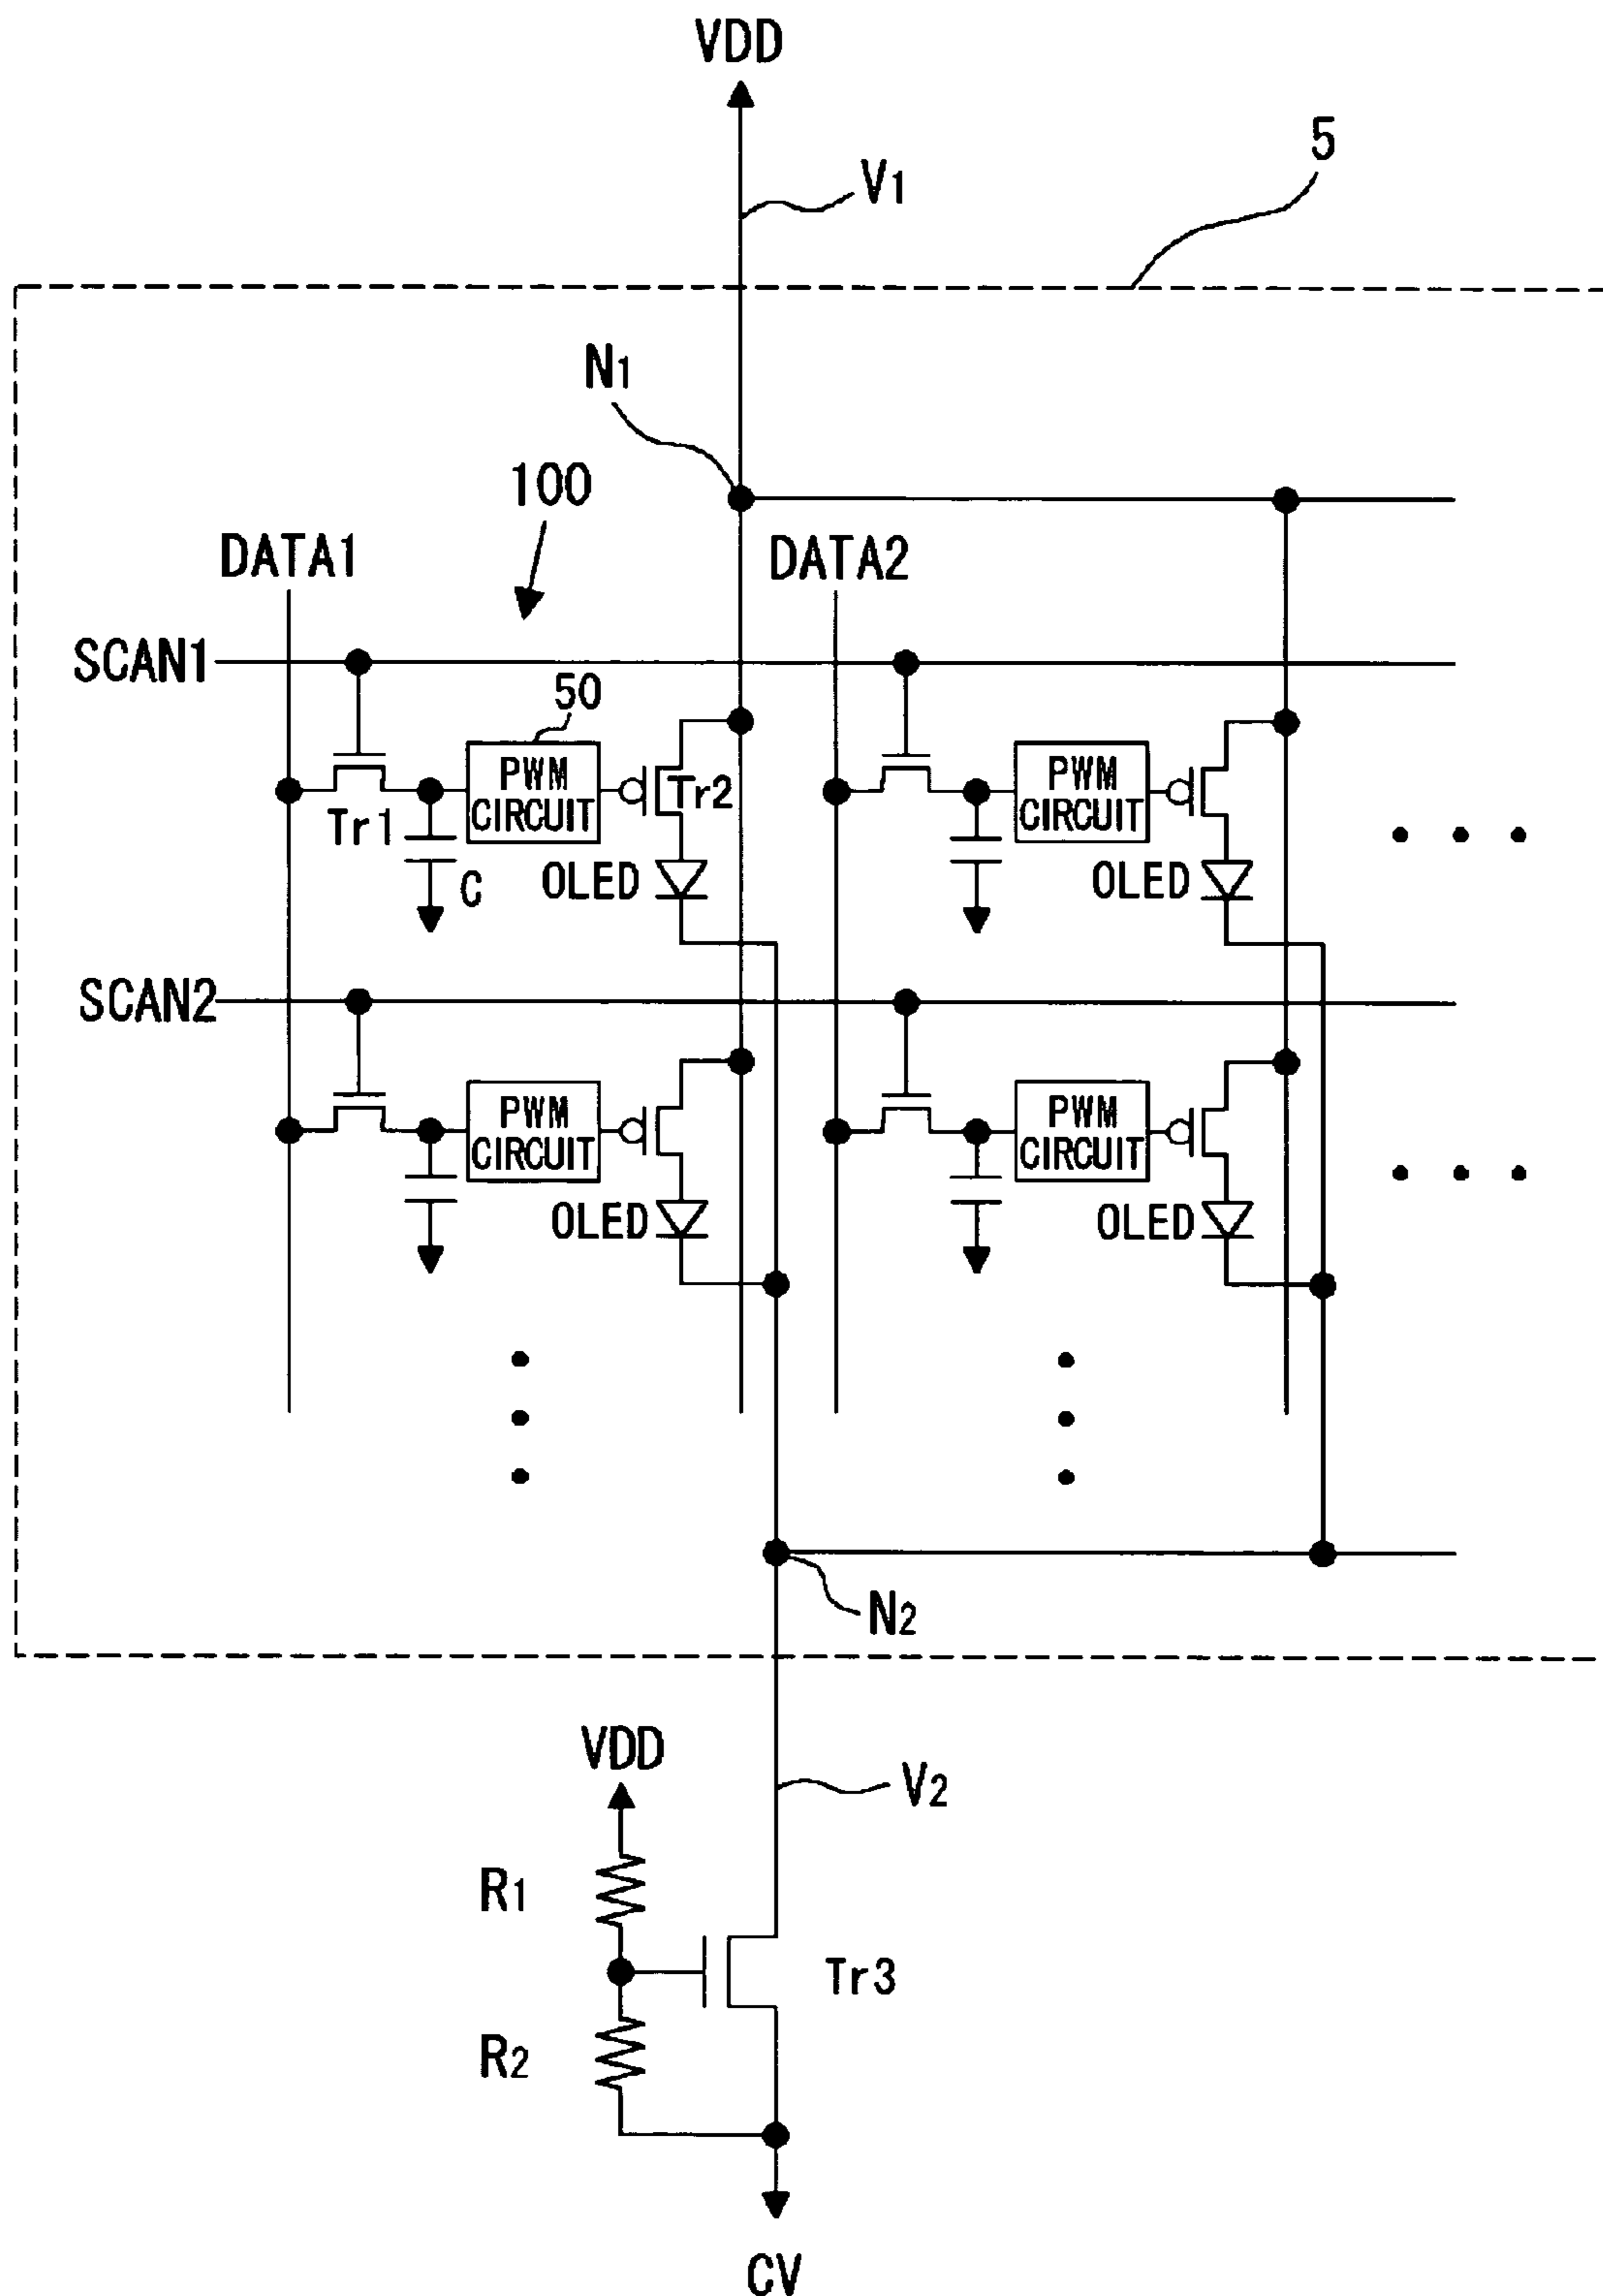 VDD
5
V1
N1
100
DATA1
DATA2
SCAN1
50
PWM
CIRCUIT
Tr2
PWM
CIRCUIT
Tr1
C
OLED
OLED
SCAN2
PWM
CIRCUIT
PWM
CIRCUIT
OLED
OLED
N2
VDD
V2
R1
Tr3
R2
CV